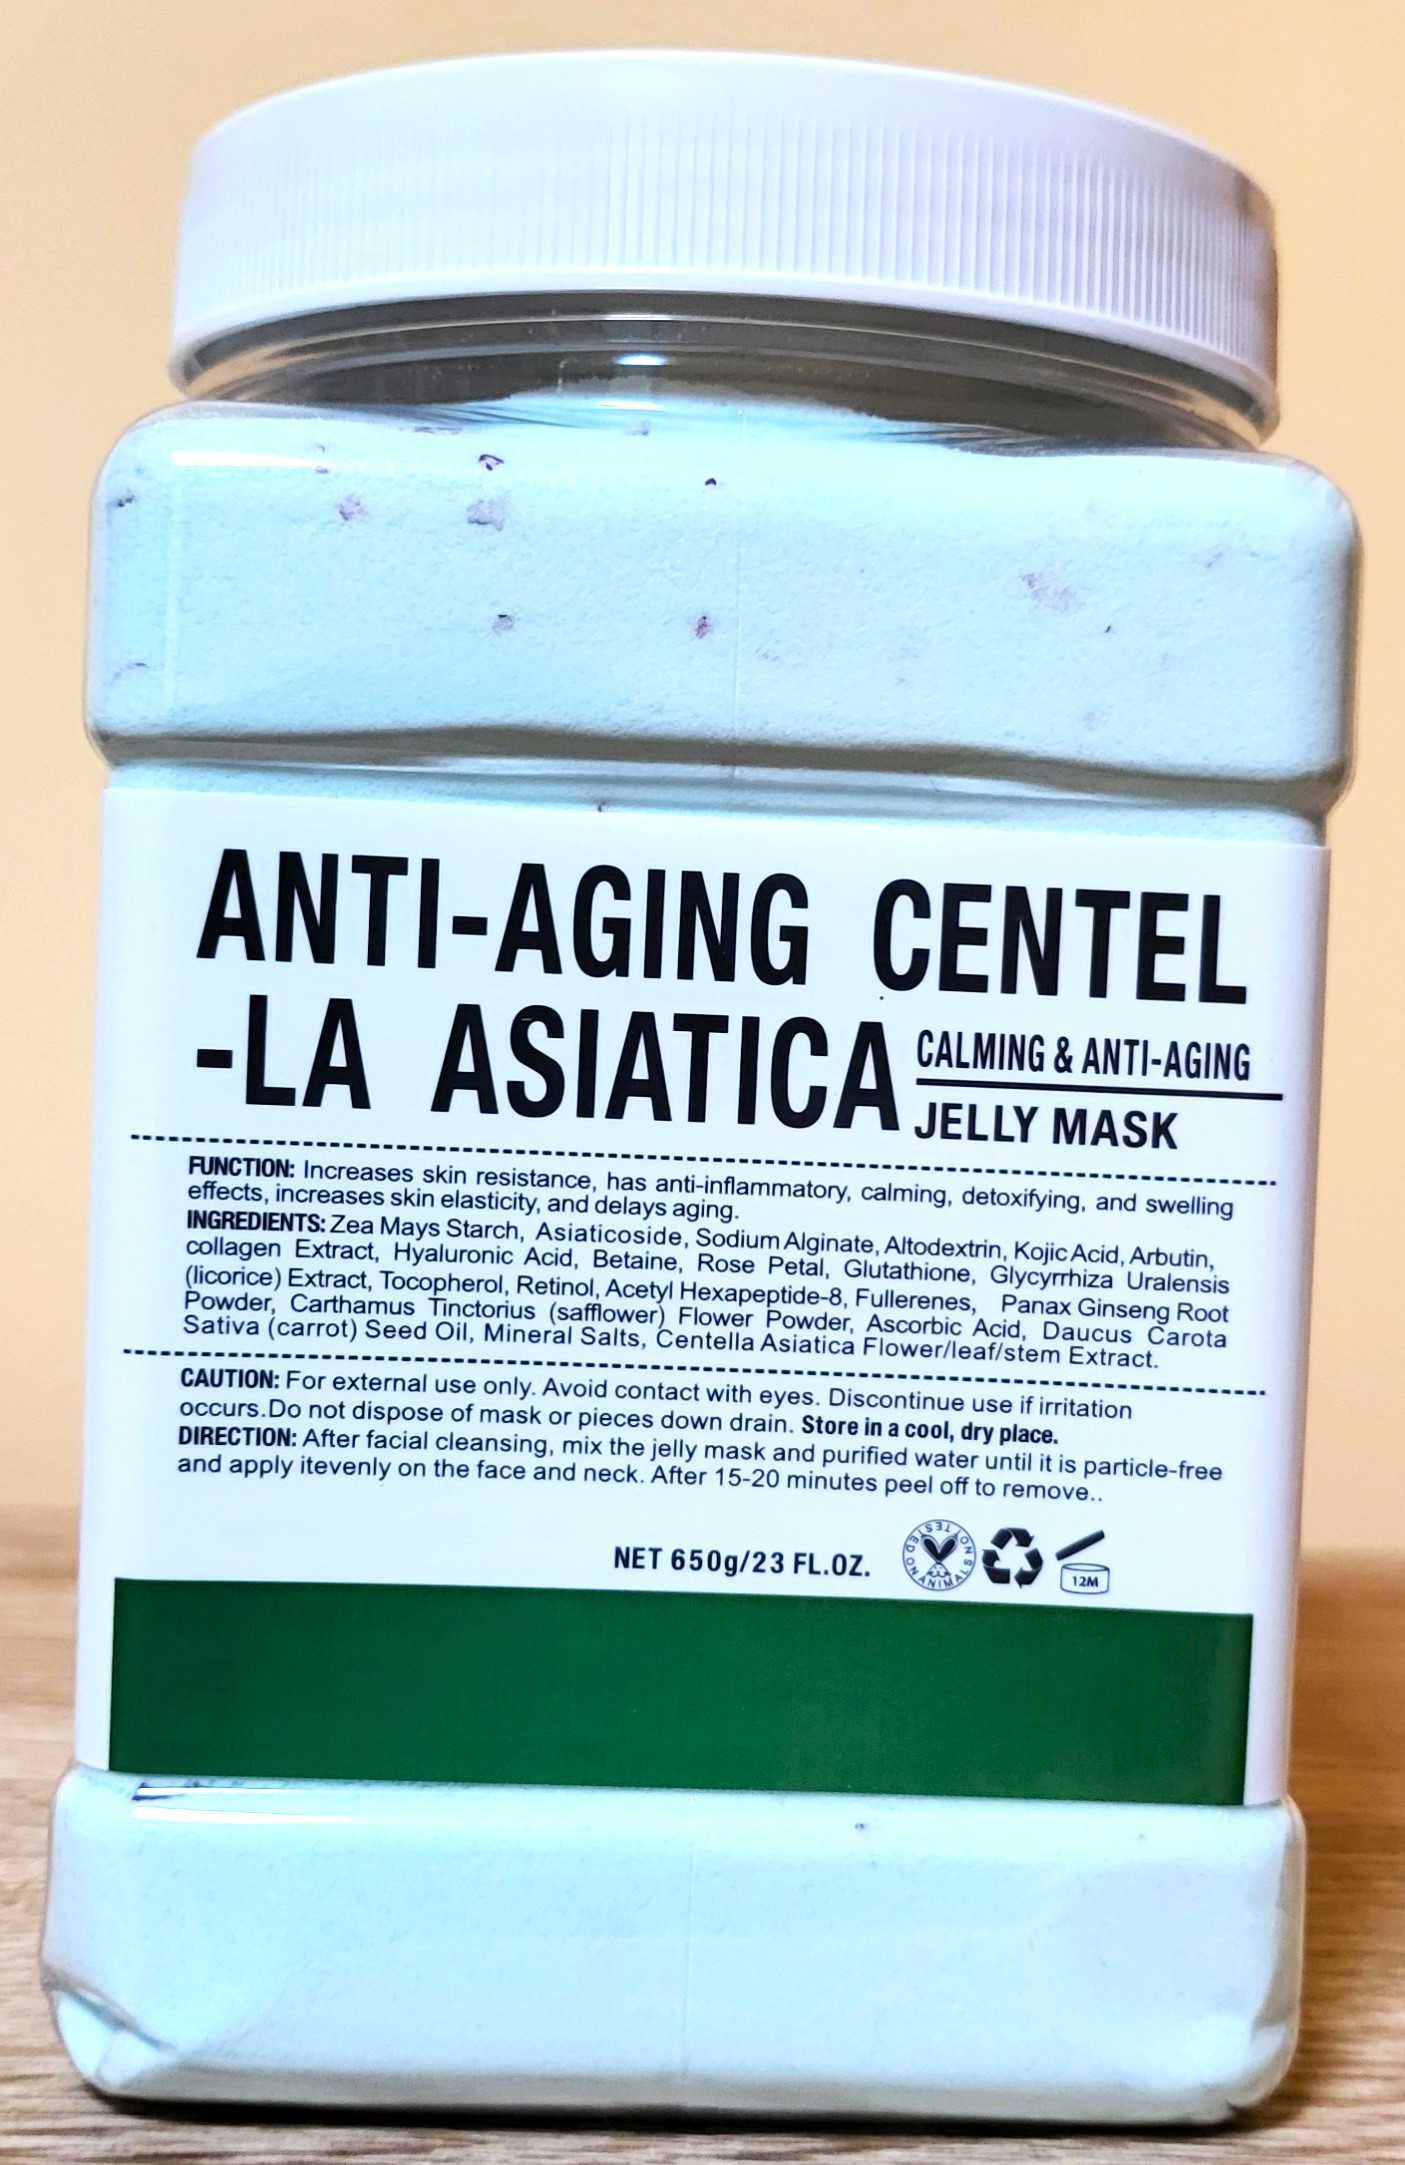 ANTI-AGING CENTEL
-LA ASIATICA
CALMING & ANTI-AGING
JELLY MASK
FUNCTION: Increases skin resistance, has anti-inflammatory, calming, detoxifying, and swelling
effects, increases skin elasticity, and delays aging.
INGREDIENTS: Zea Mays Starch, Asiaticoside, Sodium Alginate, Altodextrin, Kojic Acid, Arbutin,
collagen Extract, Hyaluronic Acid, Betaine, Rose Petal, Glutathione, Glycyrrhiza Uralensis
(licorice) Extract, Tocopherol, Retinol, Acetyl Hexapeptide-8, Fullerenes, Panax Ginseng Root
Powder, Carthamus Tinctorius (safflower) Flower Powder, Ascorbic Acid, Daucus Carota
Sativa (carrot) Seed Oil, Mineral Salts, Centella Asiatica Flower/leaf/stem Extract.
CAUTION: For external use only. Avoid contact with eyes. Discontinue use if irritation
occurs.Do not dispose of mask or pieces down drain. Store in a cool, dry place.
DIRECTION: After facial cleansing, mix the jelly mask and purified water until it is particle-free
and apply itevenly on the face and neck. After 15-20 minutes peel off to remove..
NET 650g/23 FL.OZ.
NOT TESTED ON ANIMALS
12M